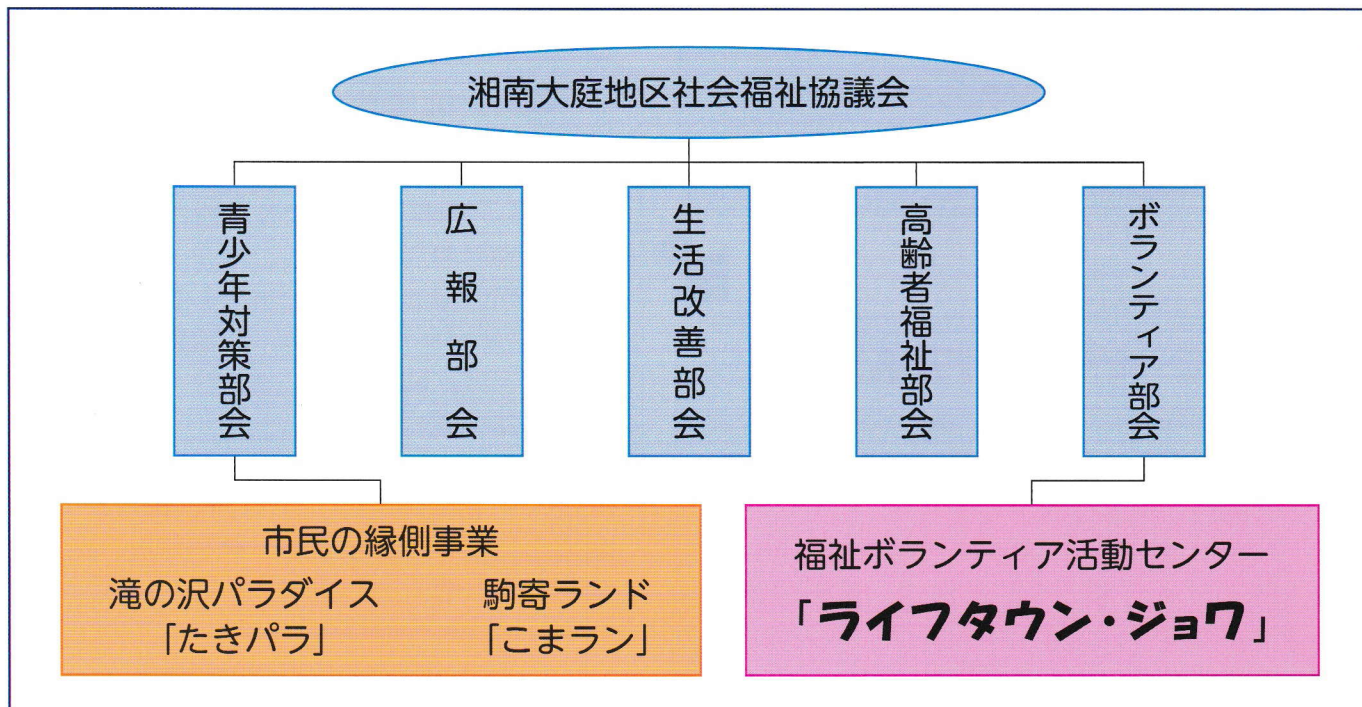 湘南大庭地区社会福祉協議会
青少年対策部会
広報部会
生活改善部会
高齢者福祉部会
ボランティア部会
市民の縁側事業
滝の沢パラダイス
「たきパラ」
駒寄ランド
「こまラン」
福祉ボランティア活動センター
「ライフタウン・ジョワ」